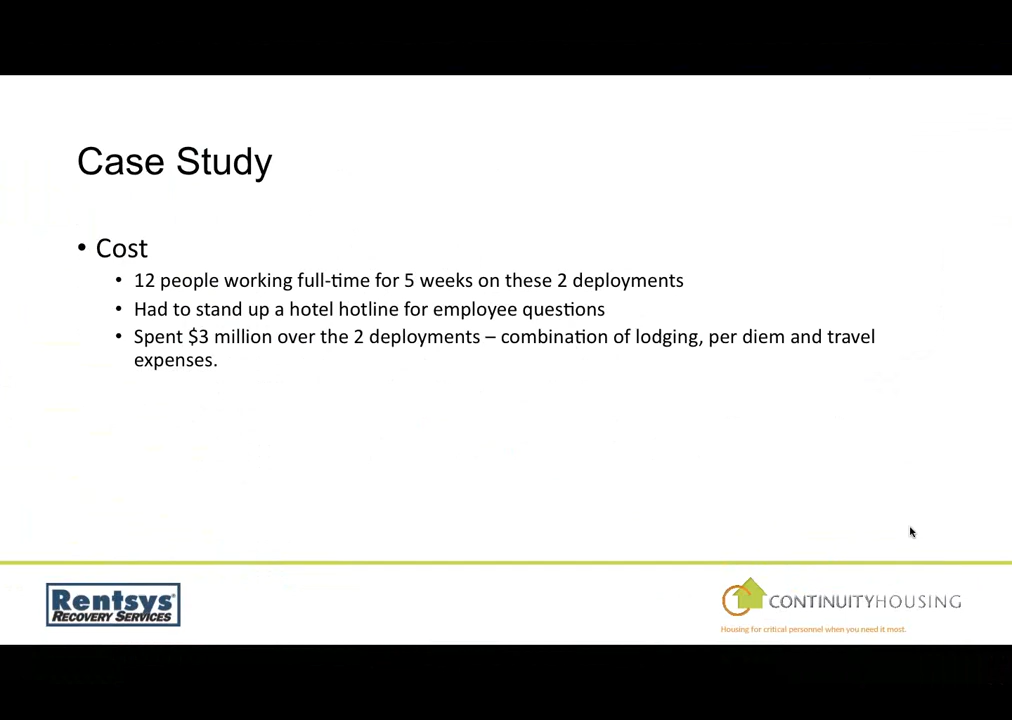 Case Study
• Cost
• 12 people working full-time for 5 weeks on these 2 deployments
• Had to stand up a hotel hotline for employee questions
• Spent $3 million over the 2 deployments – combination of lodging, per diem and travel
expenses.
Rentsys®
RECOVERY SERVICES
CONTINUITYHOUSING
Housing for critical personnel when you need it most.